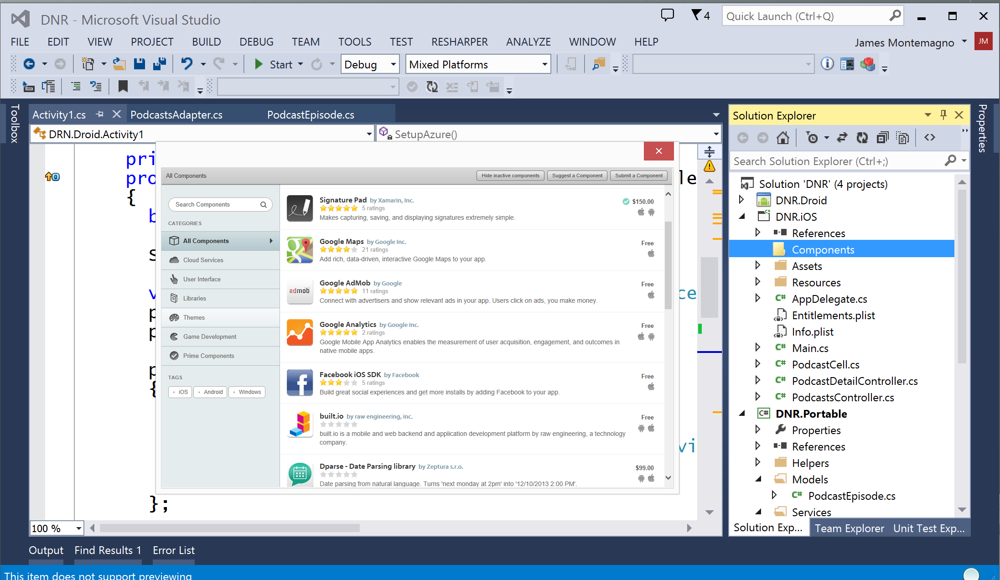 DNR - Microsoft Visual Studio
4
Quick Launch (Ctrl+Q)
FILE EDIT VIEW PROJECT BUILD DEBUG TEAM TOOLS TEST RESHARPER ANALYZE WINDOW HELP
James Montemagno
JM
Start
Debug
Mixed Platforms
Toolbox
Activity1.cs
PodcastsAdapter.cs
PodcastEpisode.cs
DRN.Droid.Activity1
SetupAzure()
pri
pro
le
{
b
s
v
ce
p
p
p
{
vi
};
All Components
Hide inactive components
Suggest a Component
Submit a Component
Search Components
CATEGORIES
All Components
Cloud Services
User Interface
Libraries
Themes
Game Development
Prime Components
TAGS
iOS
Android
Windows
Signature Pad by Xamarin, Inc.
$150.00
5 ratings
Makes capturing, saving, and displaying signatures extremely simple.
Google Maps by Google Inc.
Free
21 ratings
Add rich, data-driven, interactive Google Maps to your app.
admob
Google AdMob by Google
Free
11 ratings
Connect with advertisers and show relevant ads in your app. Users click on ads, you make money.
Google Analytics by Google Inc.
Free
2 ratings
Google Mobile App Analytics enables the measurement of user acquisition, engagement, and outcomes in
native mobile apps.
f
Facebook iOS SDK by Facebook
Free
5 ratings
Build great social experiences and get more installs by adding Facebook to your app.
built.io by raw engineering, inc.
Free
built.io is a mobile and web backend and application development platform by raw engineering, a technology
company.
Dparse - Date Parsing library by Zeptura s.r.o.
$99.00
Date parsing from natural language. Turns 'next monday at 2pm' into '12/10/2013 2:00 PM'.
100 %
Solution Explorer
Search Solution Explorer (Ctrl+;)
Solution 'DNR' (4 projects)
DNR.Droid
DNR.iOS
References
Components
Assets
Resources
C# AppDelegate.cs
Entitlements.plist
Info.plist
C# Main.cs
C# PodcastCell.cs
C# PodcastDetailController.cs
C# PodcastsController.cs
C# DNR.Portable
Properties
References
Helpers
Models
C# PodcastEpisode.cs
Services
Solution Exp...
Team Explorer
Unit Test Exp...
Properties
Output
Find Results 1
Error List
This item does not support previewing